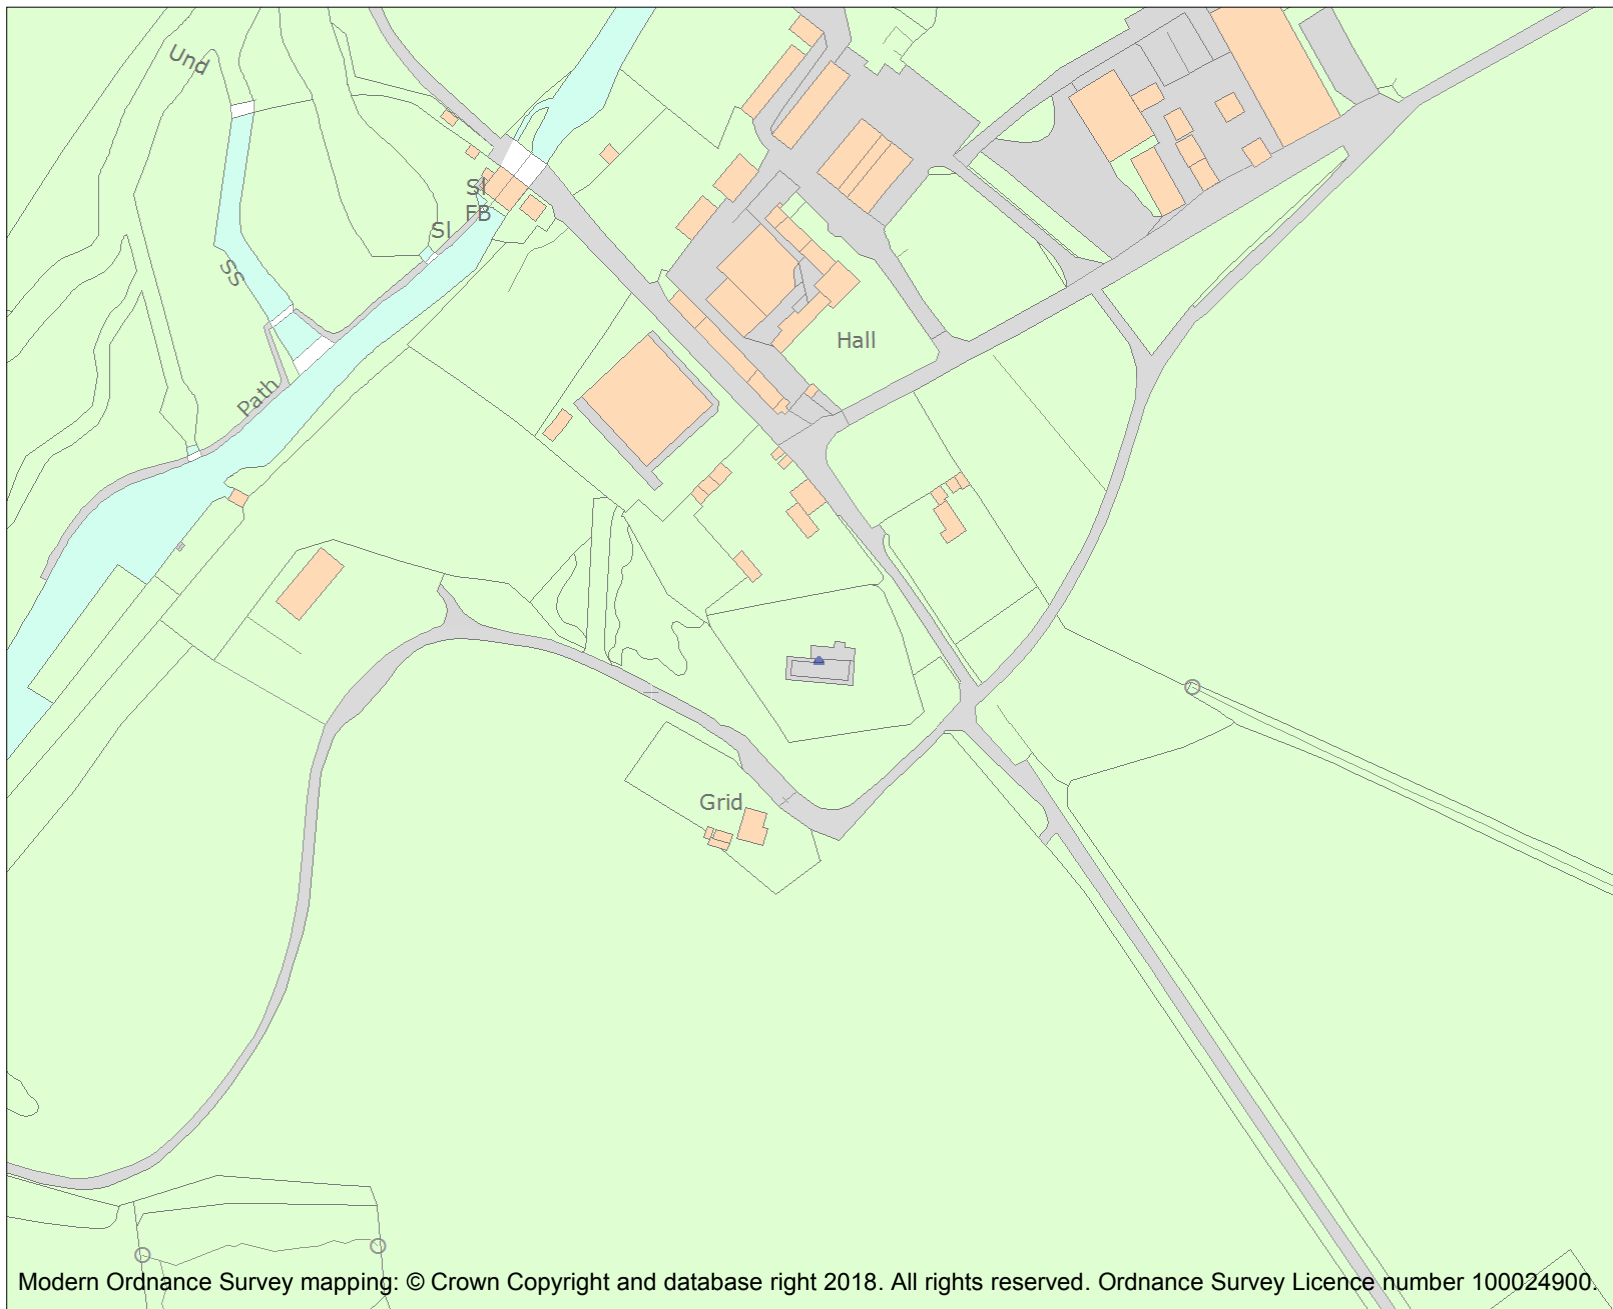 Und
Sl
FB
Sl
SS
Hall
Path
Grid
Modern Ordnance Survey mapping: © Crown Copyright and database right 2018. All rights reserved. Ordnance Survey Licence number 100024900.